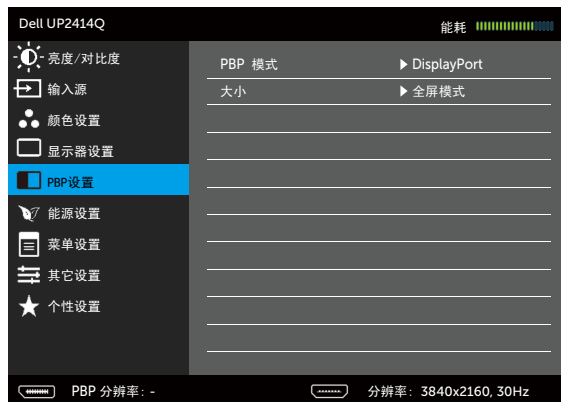 Dell UP2414Q
能耗
亮度/对比度
PBP 模式
DisplayPort
输入源
大小
全屏模式
颜色设置
显示器设置
PBP设置
能源设置
菜单设置
其它设置
个性设置
PBP 分辨率: -
分辨率: 3840x2160, 30Hz